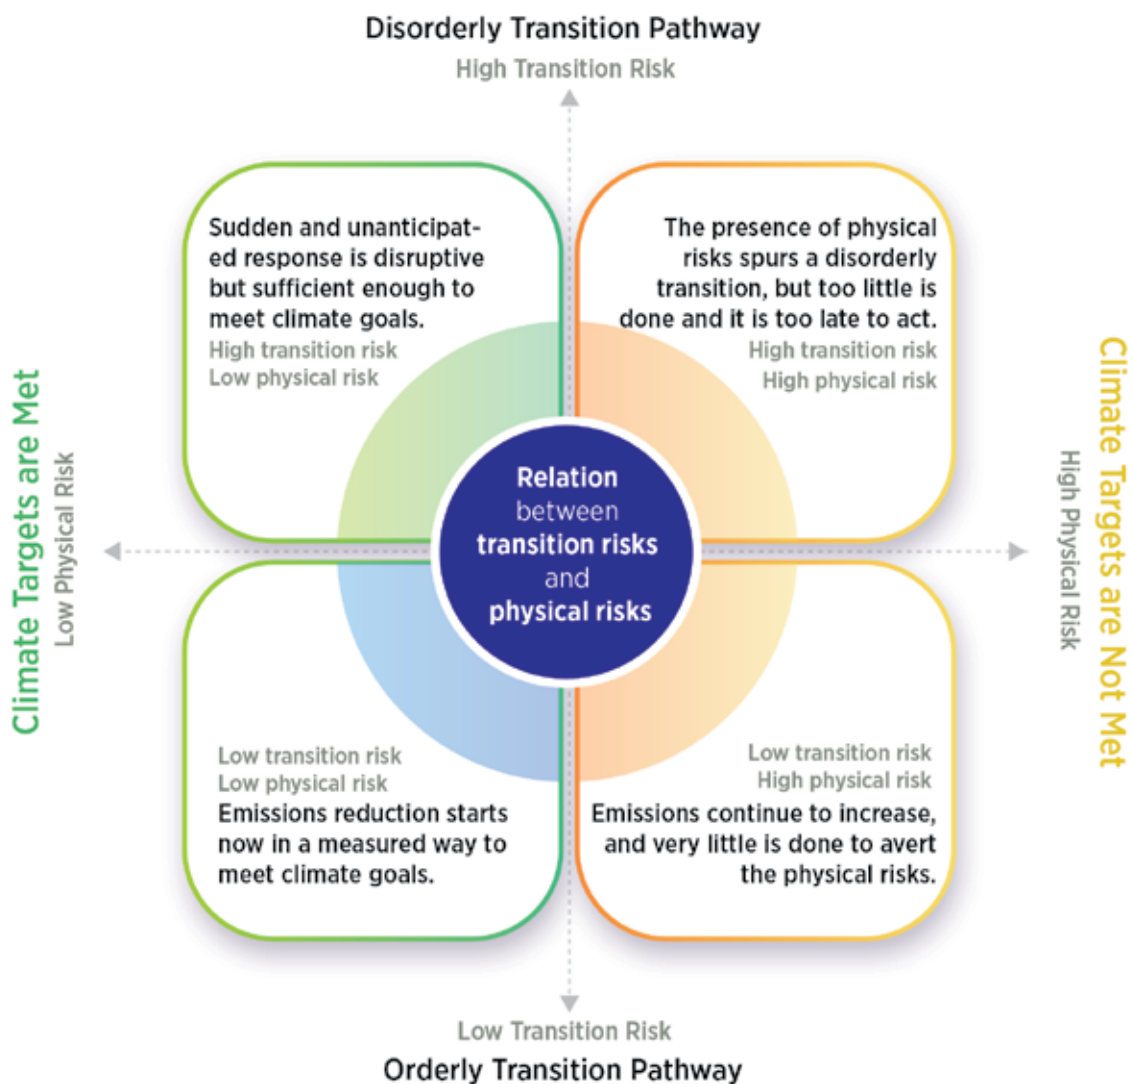 Disorderly Transition Pathway
High Transition Risk
Sudden and unanticipat-
ed response is disruptive
but sufficient enough to
meet climate goals.
High transition risk
Low physical risk
The presence of physical
risks spurs a disorderly
transition, but too little is
done and it is too late to act.
High transition risk
High physical risk
Climate Targets are Met
Low Physical Risk
Relation
between
transition risks
and
physical risks
High Physical Risk
Climate Targets are Not Met
Low transition risk
Low physical risk
Emissions reduction starts
now in a measured way to
meet climate goals.
Low transition risk
High physical risk
Emissions continue to increase,
and very little is done to avert
the physical risks.
Low Transition Risk
Orderly Transition Pathway